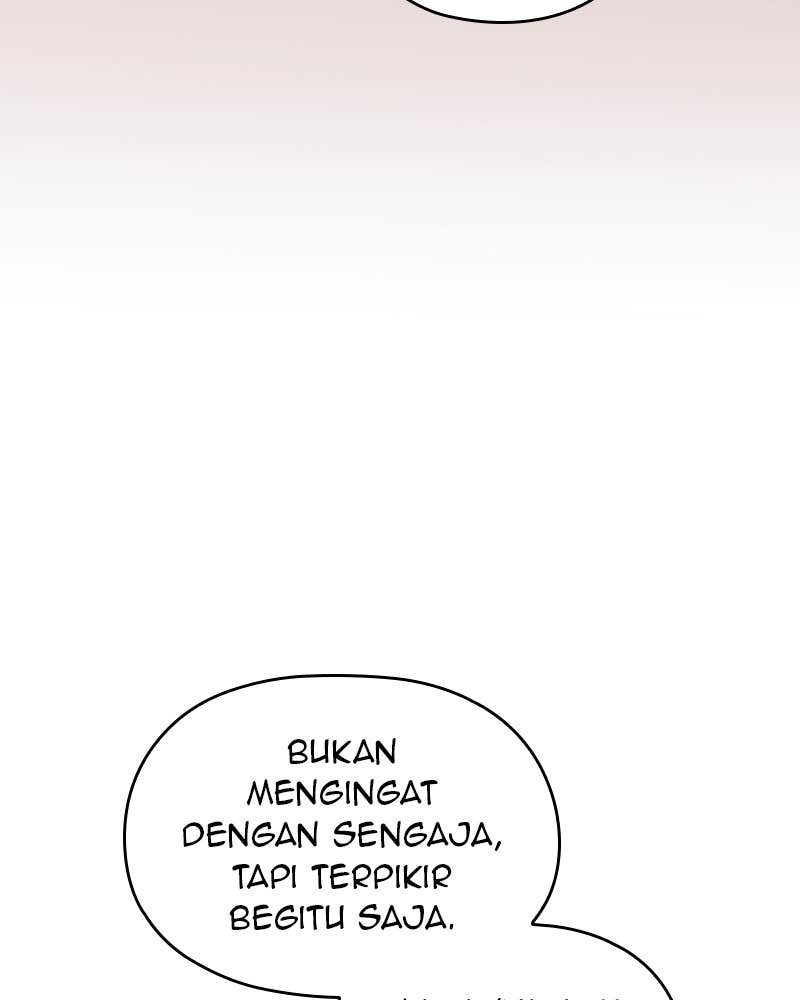 BUKAN
MENGINGAT
DENGAN SENGAJA,
TAPI TERPIKIR
BEGITU SAJA.